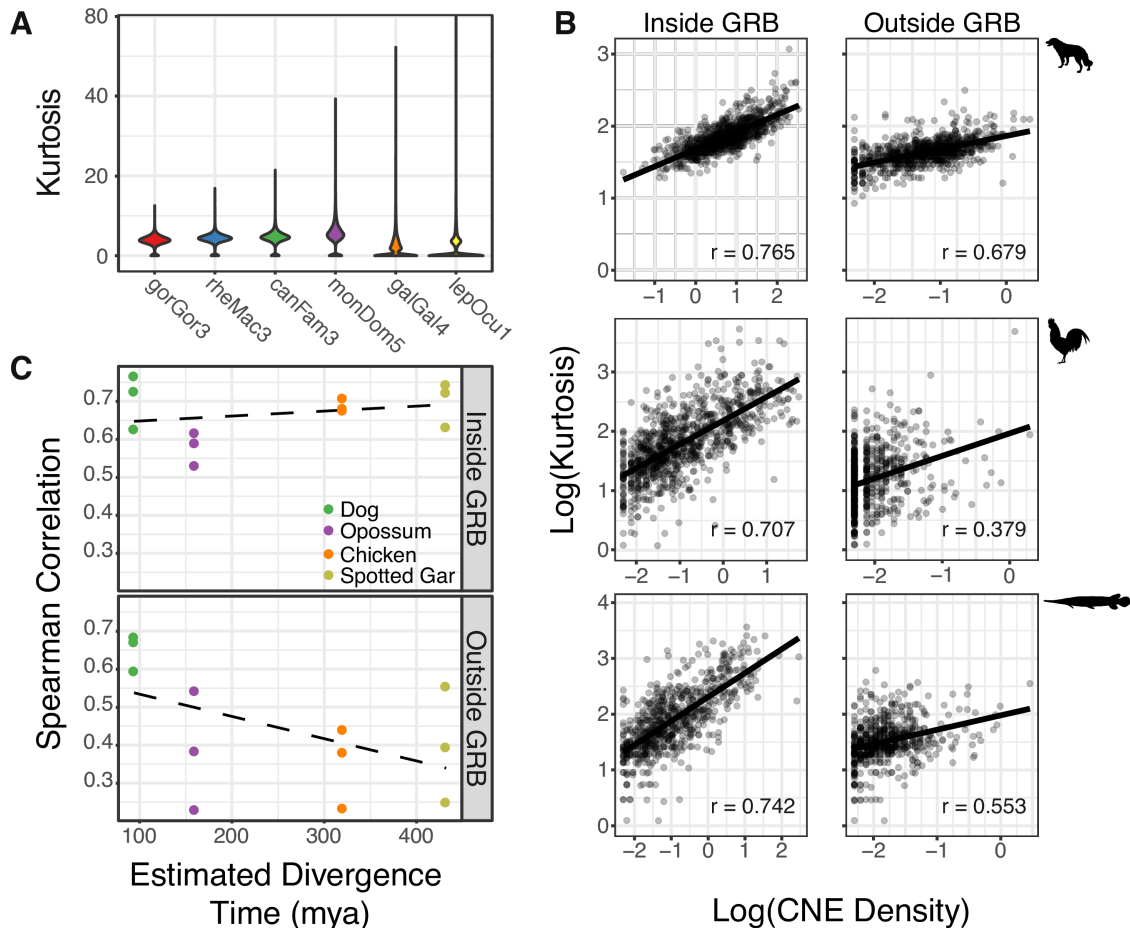 A
80
40
20
0
Kurtosis
gorGor3
rheMac3
canFam3
monDom5
galGal4
lepOcu1
B
Inside GRB
Outside GRB
3
2
1
0
r = 0.765
−1
0
1
2
r = 0.679
−2
−1
0
Log(Kurtosis)
3
2
1
0
r = 0.707
−2
−1
0
1
r = 0.379
−2
−1
0
4
3
2
1
0
r = 0.742
−2
−1
0
1
2
r = 0.553
−2
−1
0
Log(CNE Density)
C
Spearman Correlation
0.7
0.6
0.5
0.4
0.3
Inside GRB
Dog
Opossum
Chicken
Spotted Gar
0.7
0.6
0.5
0.4
0.3
Outside GRB
100
200
300
400
Estimated Divergence
Time (mya)